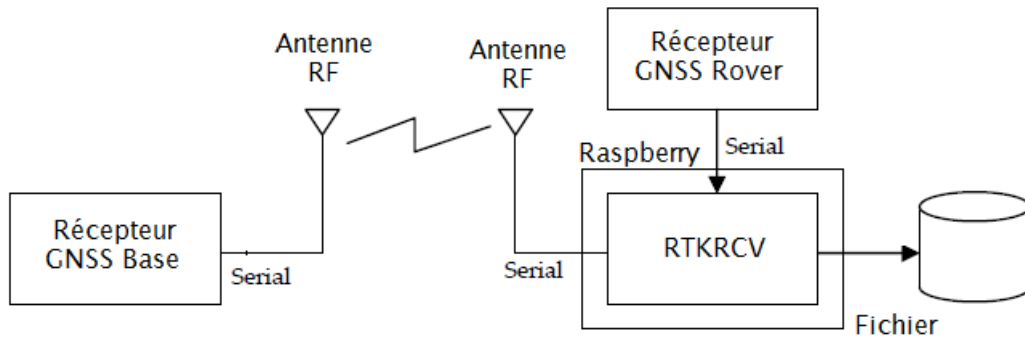 Antenne
RF
Antenne
RF
Récepteur
GNSS Rover
Serial
Raspberry
Récepteur
GNSS Base
Serial
Serial
RTKRCV
Fichier